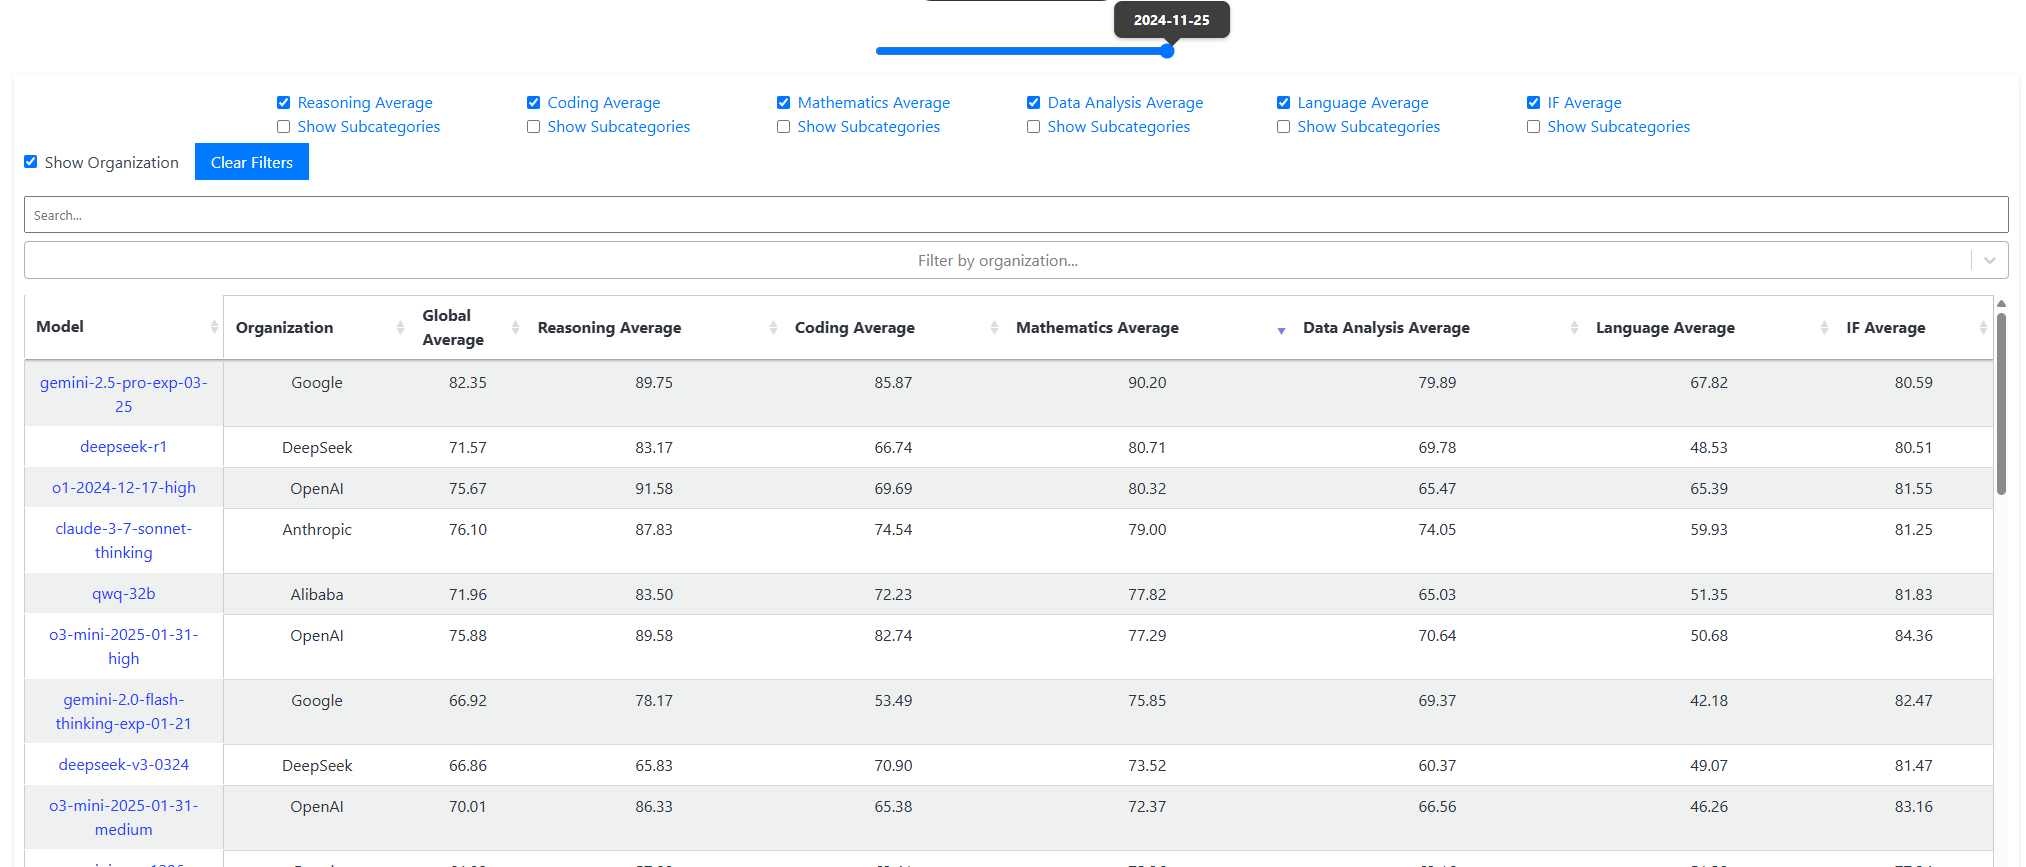 2024-11-25
Reasoning Average Coding Average Mathematics Average Data Analysis Average Language Average IF Average
Show Subcategories Show Subcategories Show Subcategories Show Subcategories Show Subcategories Show Subcategories
Show Organization Clear Filters
Search...
Filter by organization...
Model Organization Global Average Reasoning Average Coding Average Mathematics Average Data Analysis Average Language Average IF Average
gemini-2.5-pro-exp-03-25 Google 82.35 89.75 85.87 90.20 79.89 67.82 80.59
deepseek-r1 DeepSeek 71.57 83.17 66.74 80.71 69.78 48.53 80.51
o1-2024-12-17-high OpenAI 75.67 91.58 69.69 80.32 65.47 65.39 81.55
claude-3-7-sonnet-thinking Anthropic 76.10 87.83 74.54 79.00 74.05 59.93 81.25
qwq-32b Alibaba 71.96 83.50 72.23 77.82 65.03 51.35 81.83
o3-mini-2025-01-31-high OpenAI 75.88 89.58 82.74 77.29 70.64 50.68 84.36
gemini-2.0-flash-thinking-exp-01-21 Google 66.92 78.17 53.49 75.85 69.37 42.18 82.47
deepseek-v3-0324 DeepSeek 66.86 65.83 70.90 73.52 60.37 49.07 81.47
o3-mini-2025-01-31-medium OpenAI 70.01 86.33 65.38 72.37 66.56 46.26 83.16